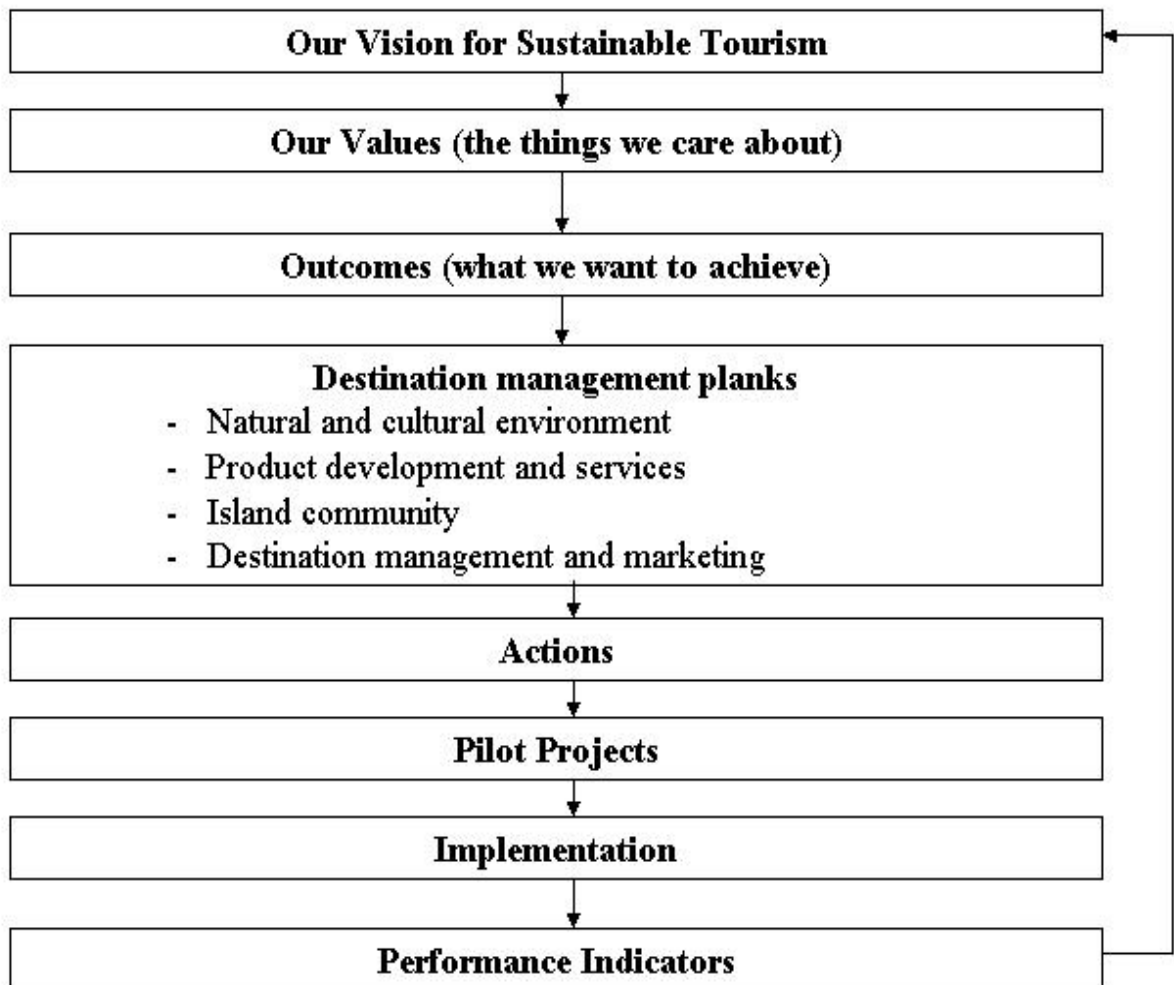 Our Vision for Sustainable Tourism
Our Values (the things we care about)
Outcomes (what we want to achieve)
Destination management planks
- Natural and cultural environment
- Product development and services
- Island community
- Destination management and marketing
Actions
Pilot Projects
Implementation
Performance Indicators